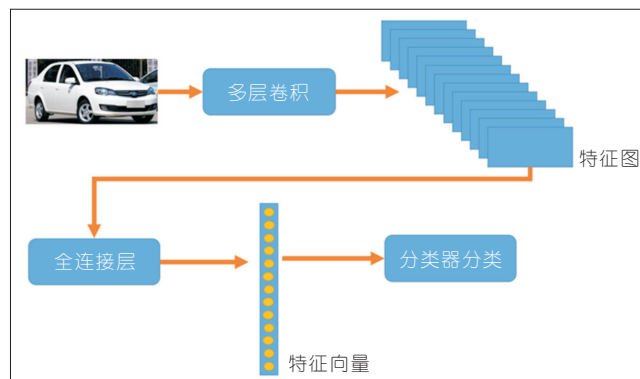 多层卷积
特征图
全连接层
分类器分类
特征向量